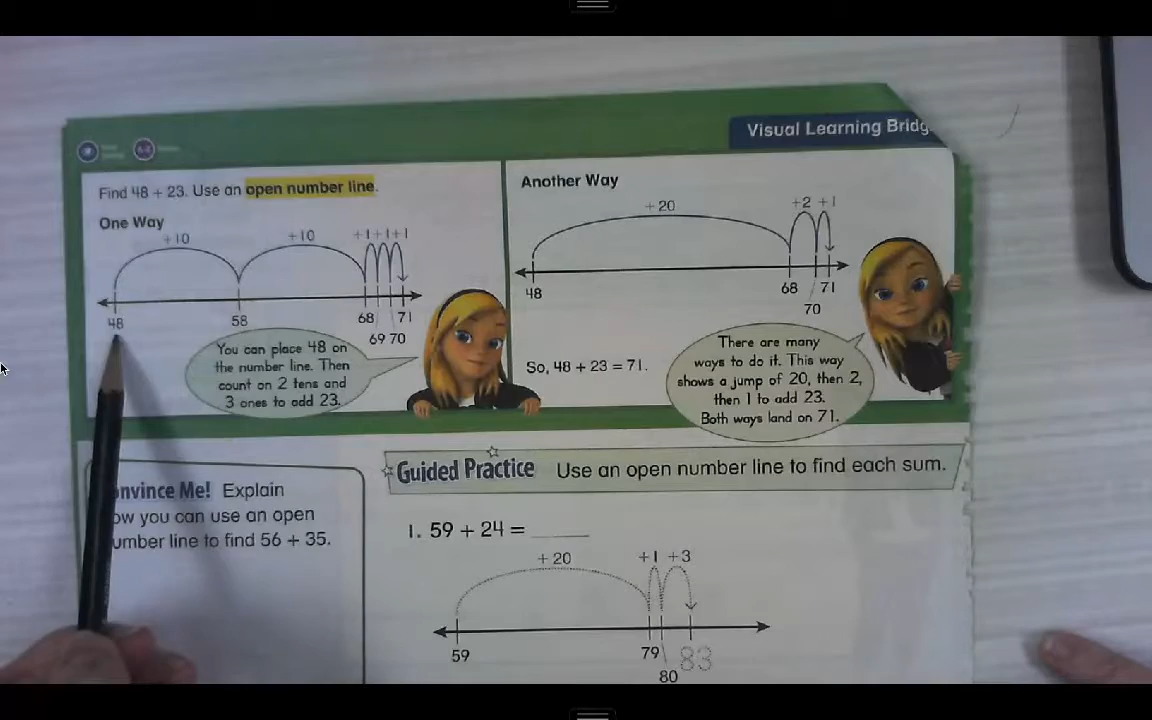 Visual Learning Bridg
Find 48 + 23. Use an open number line.
One Way
+10 +10 +1 +1 +1
48 58 68 71
69 70
You can place 48 on
the number line. Then
count on 2 tens and
3 ones to add 23.
Another Way
+20 +2 +1
48 68 71
70
So, 48 + 23 = 71.
There are many
ways to do it. This way
shows a jump of 20, then 2,
then 1 to add 23.
Both ways land on 71.
nvince Me! Explain
ow you can use an open
umber line to find 56 + 35.
Guided Practice Use an open number line to find each sum.
1. 59 + 24 = ____
+20 +1 +3
59 79 83
80